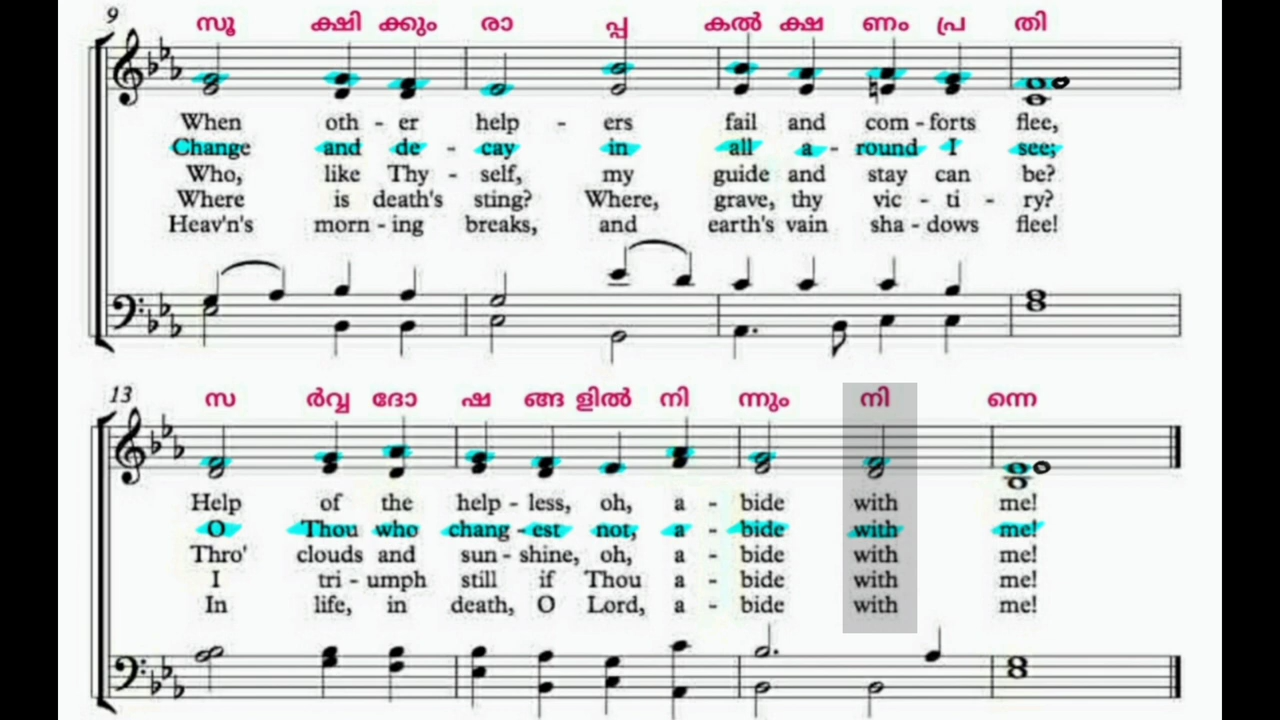 9 സൂ ക്ഷി ക്കും രാ പ്പ കൽ ക്ഷ ണം പ്ര തി
When oth - er help - ers fail and com - forts flee,
Change and de - cay in all a - round I see;
Who, like Thy - self, my guide and stay can be?
Where is death's sting? Where, grave, thy vic - ti - ry?
Heav'n's morn - ing breaks, and earth's vain sha - dows flee!
13 സ ർവ്വ ദോ ഷ ങ്ങ ളിൽ നി ന്നും നി ന്നെ
Help of the help - less, oh, a - bide with me!
O Thou who chang - est not, a - bide with me!
Thro' clouds and sun - shine, oh, a - bide with me!
I tri - umph still if Thou a - bide with me!
In life, in death, O Lord, a - bide with me!